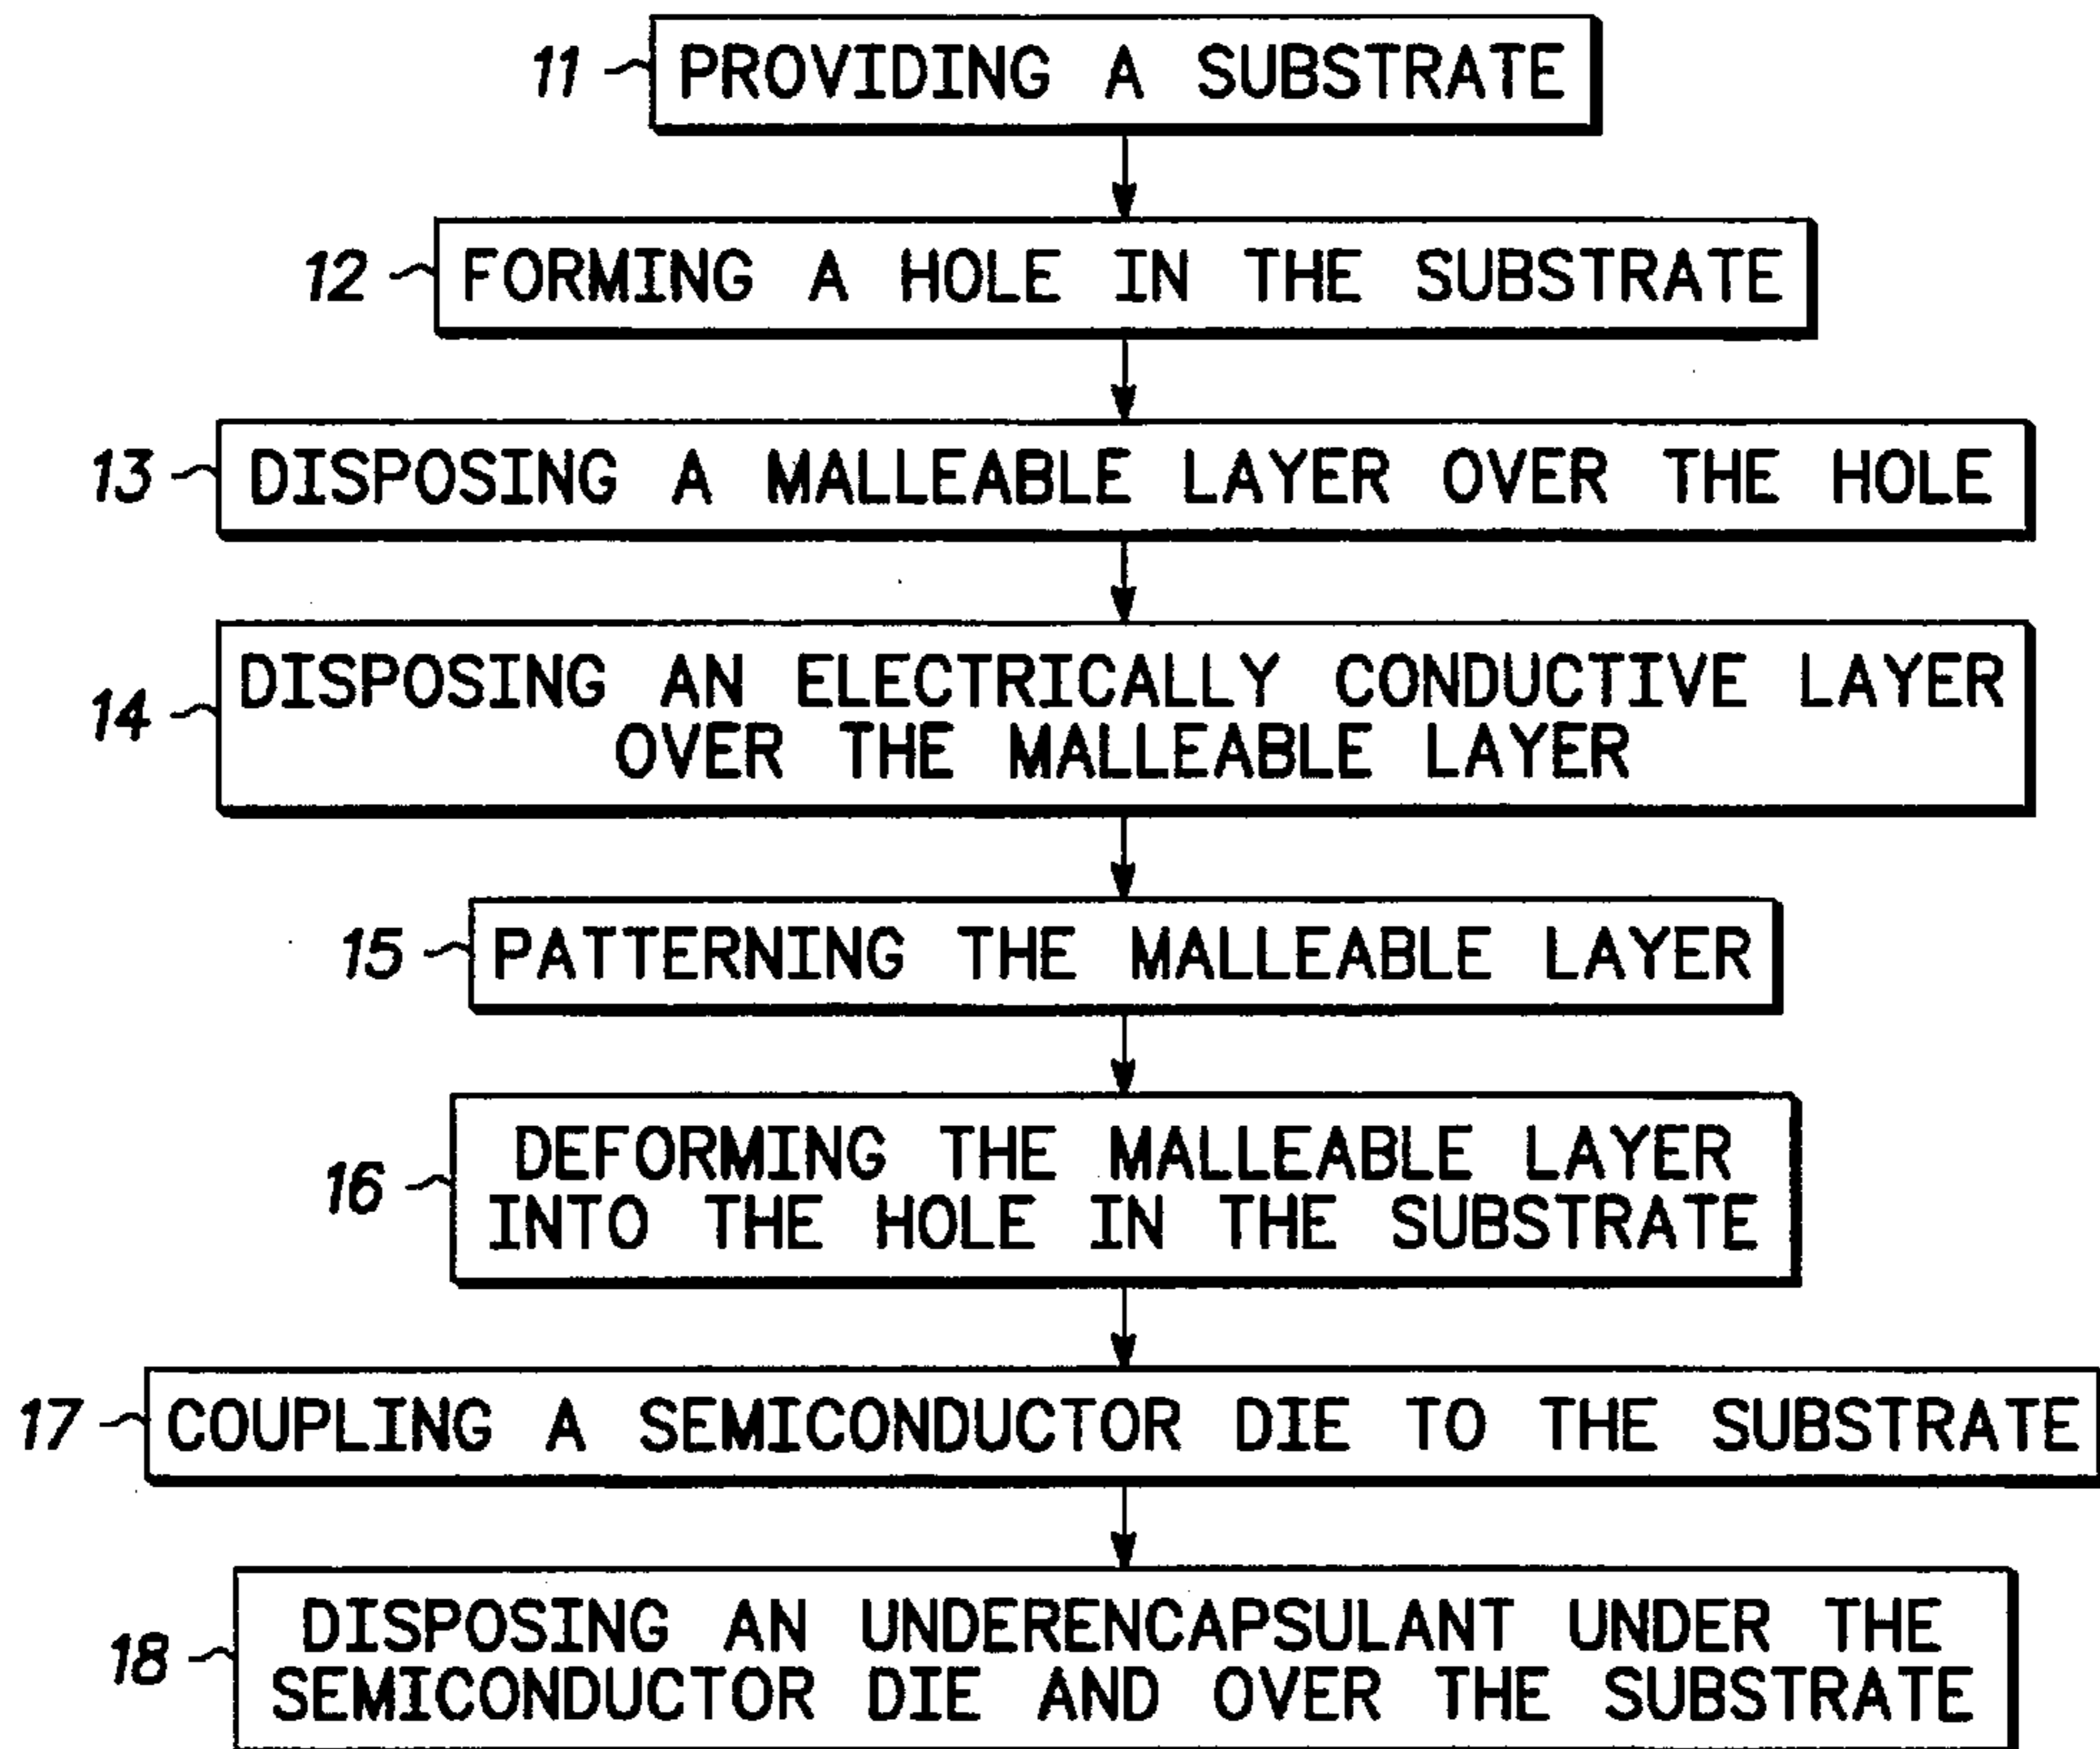 11 PROVIDING A SUBSTRATE
12 FORMING A HOLE IN THE SUBSTRATE
13 DISPOSING A MALLEABLE LAYER OVER THE HOLE
14 DISPOSING AN ELECTRICALLY CONDUCTIVE LAYER
OVER THE MALLEABLE LAYER
15 PATTERNING THE MALLEABLE LAYER
16 DEFORMING THE MALLEABLE LAYER
INTO THE HOLE IN THE SUBSTRATE
17 COUPLING A SEMICONDUCTOR DIE TO THE SUBSTRATE
18 DISPOSING AN UNDERENCAPSULANT UNDER THE
SEMICONDUCTOR DIE AND OVER THE SUBSTRATE